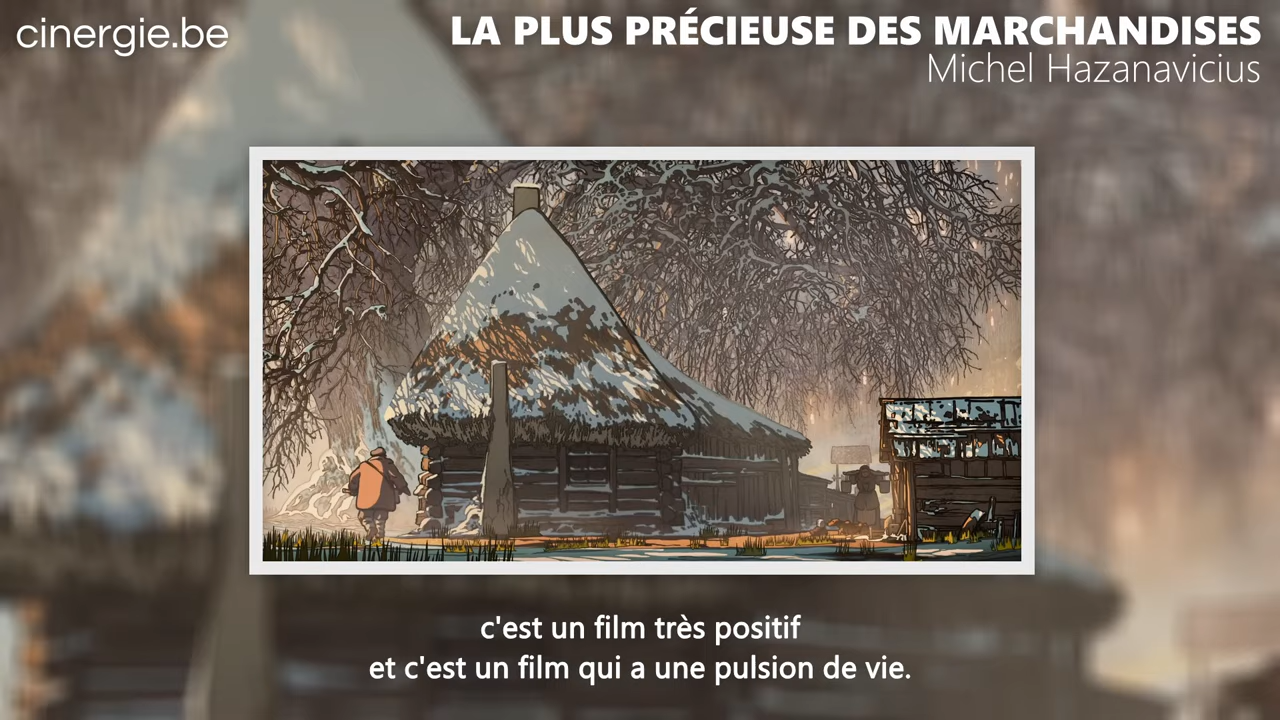 cinergie.be
LA PLUS PRÉCIEUSE DES MARCHANDISES
Michel Hazanavicius
c'est un film très positif
et c'est un film qui a une pulsion de vie.